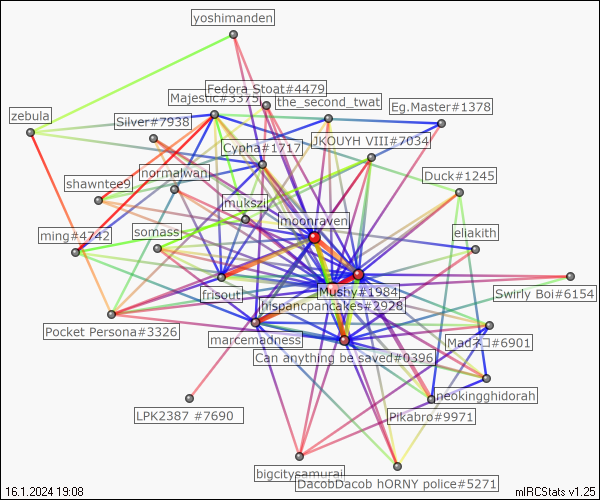 yoshimanden
Fedora Stoat#4479
Majestic#3375
the_second_twat
Eg.Master#1378
zebula
Silver#7938
JKOUYH VIII#7034
Cypha#1717
shawntee9
normalwan
Duck#1245
mukszil
moonraven
ming#4742
somass
eliakith
frisout
Mushy#1984
Swirly Boi#6154
hispancpancakes#2928
Pocket Persona#3326
marcemadness
Madネコ#6901
Can anything be saved#0396
neokingghidorah
LPK2387 #7690
Pikabro#9971
bigcitysamurai
DacobDacob hORNY police#5271
16.1.2024 19:08
mIRCStats v1.25